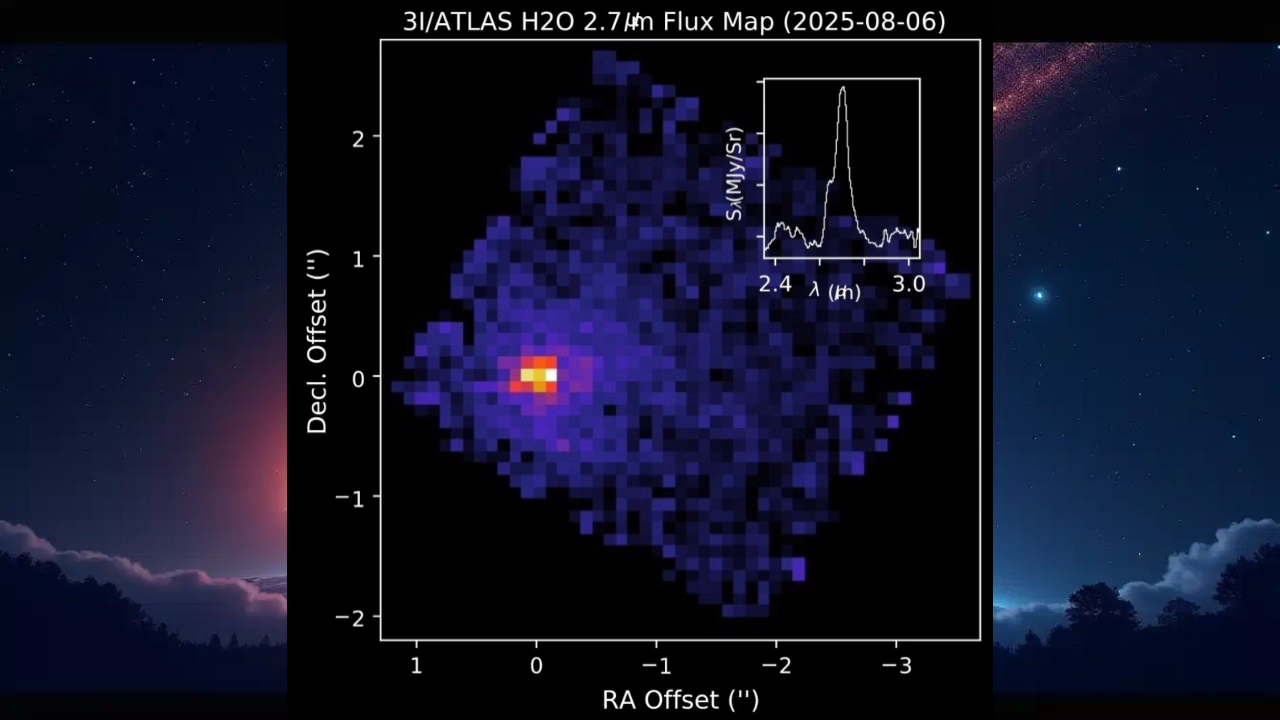 3I/ATLAS H2O 2.7μm Flux Map (2025-08-06)
Sλ(MJy/Sr)
2.4
3.0
λ (μm)
Decl. Offset ('')
2
1
0
−1
−2
1
0
−1
−2
−3
RA Offset ('')